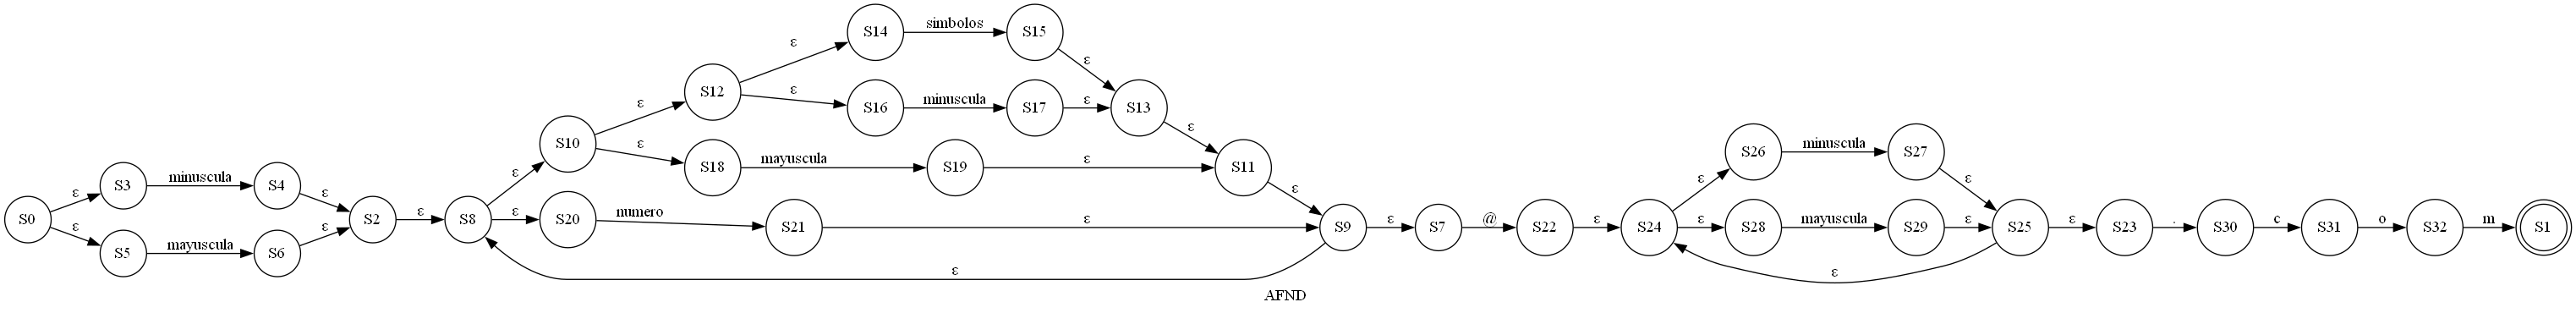 S14
simbolos
S15
ε
ε
S12
ε
S16
minuscula
S17
ε
S13
ε
S10
ε
ε
S18
mayuscula
S19
ε
S11
ε
ε
S26
minuscula
S27
ε
ε
S0
ε
S3
minuscula
S4
ε
ε
S5
mayuscula
S6
ε
S2
ε
S8
ε
S20
numero
S21
ε
S9
ε
S7
@
S22
ε
S24
ε
S28
mayuscula
S29
ε
S25
ε
S23
.
S30
c
S31
o
S32
m
S1
ε
ε
AFND